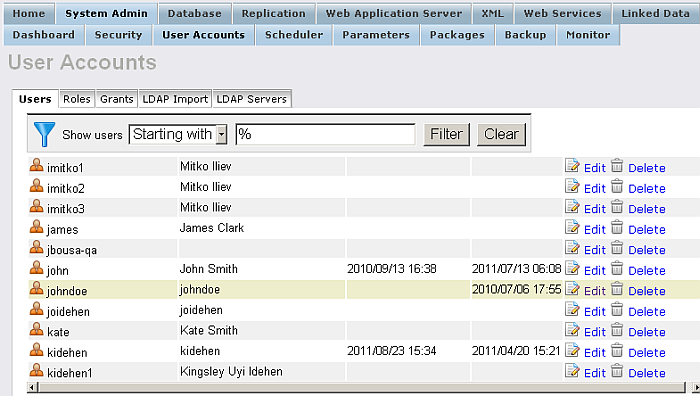 Home System Admin Database Replication Web Application Server XML Web Services Linked Data
Dashboard Security User Accounts Scheduler Parameters Packages Backup Monitor
User Accounts
Users Roles Grants LDAP Import LDAP Servers
Show users Starting with % Filter Clear
imitko1 Mitko Iliev Edit Delete
imitko2 Mitko Iliev Edit Delete
imitko3 Mitko Iliev Edit Delete
james James Clark Edit Delete
jbousa-qa Edit Delete
john John Smith 2010/09/13 16:38 2011/07/13 06:08 Edit Delete
johndoe johndoe 2010/07/06 17:55 Edit Delete
joidehen joidehen Edit Delete
kate Kate Smith Edit Delete
kidehen kidehen 2011/08/23 15:34 2011/04/20 15:21 Edit Delete
kidehen1 Kingsley Uyi Idehen Edit Delete